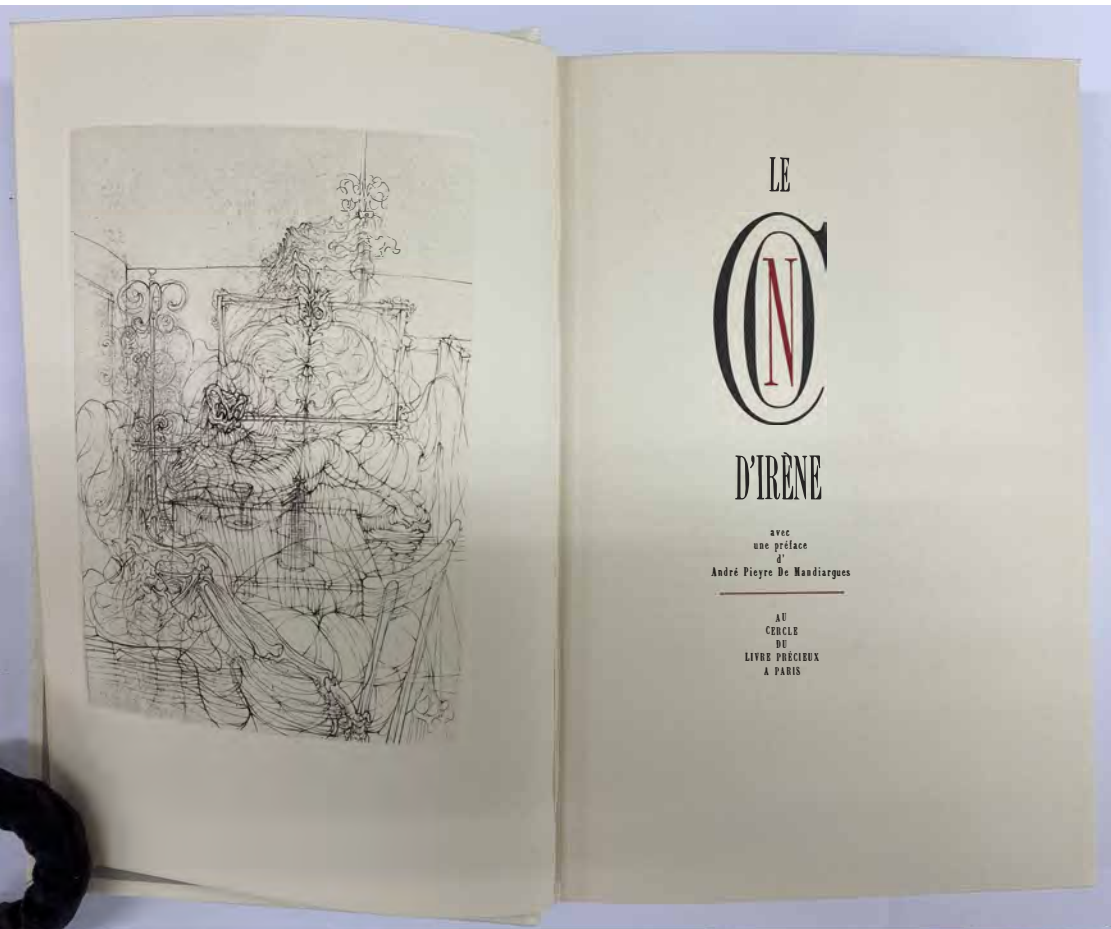 LE
CON
D'IRÈNE
avec
une préface
d'
André Pieyre De Mandiargues
AU
CERCLE
DU
LIVRE PRÉCIEUX
A PARIS